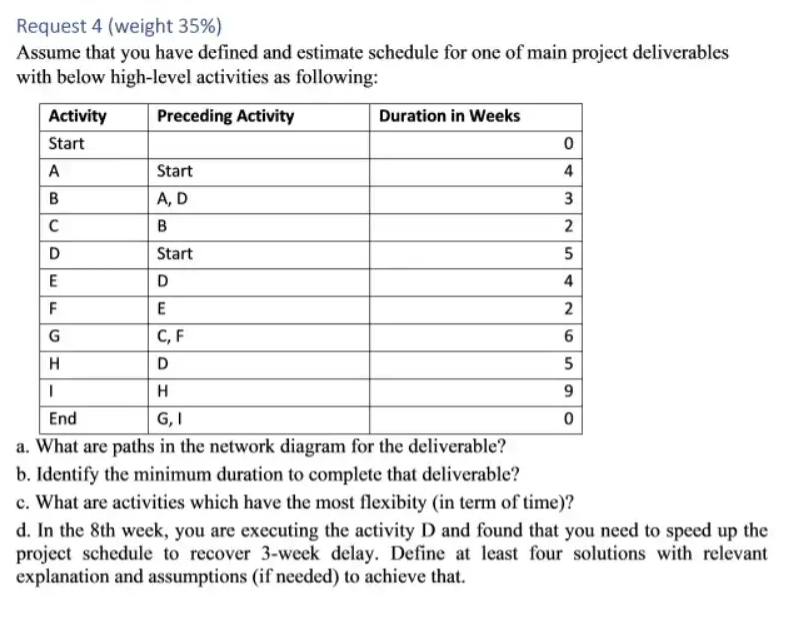 Request 4 (weight 35%)
Assume that you have defined and estimate schedule for one of main project deliverables
with below high-level activities as following:
Activity Preceding Activity Duration in Weeks
Start 0
A Start 4
B A, D 3
C B 2
D Start 5
E D 4
F E 2
G C, F 6
H D 5
I H 9
End G, I 0
a. What are paths in the network diagram for the deliverable?
b. Identify the minimum duration to complete that deliverable?
c. What are activities which have the most flexibity (in term of time)?
d. In the 8th week, you are executing the activity D and found that you need to speed up the
project schedule to recover 3-week delay. Define at least four solutions with relevant
explanation and assumptions (if needed) to achieve that.